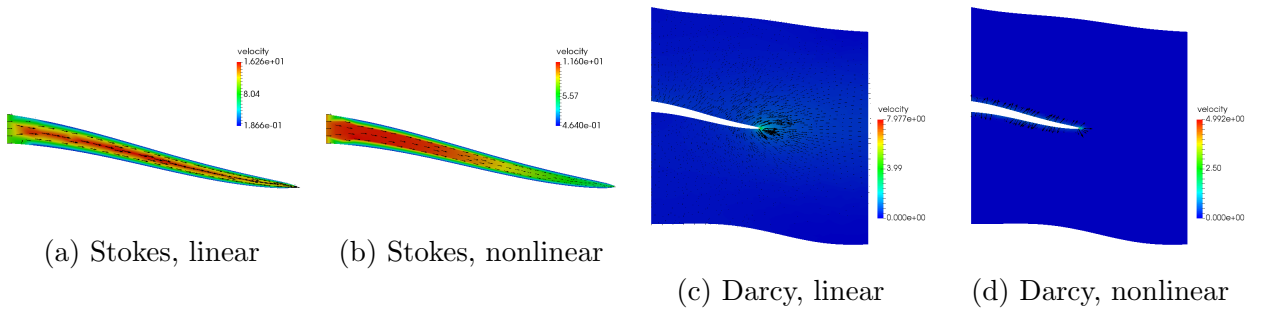 velocity
1.626e+01
8.04
1.866e-01
(a) Stokes, linear
velocity
1.160e+01
5.57
4.640e-01
(b) Stokes, nonlinear
velocity
7.977e+00
3.99
0.000e+00
(c) Darcy, linear
velocity
4.992e+00
2.50
0.000e+00
(d) Darcy, nonlinear